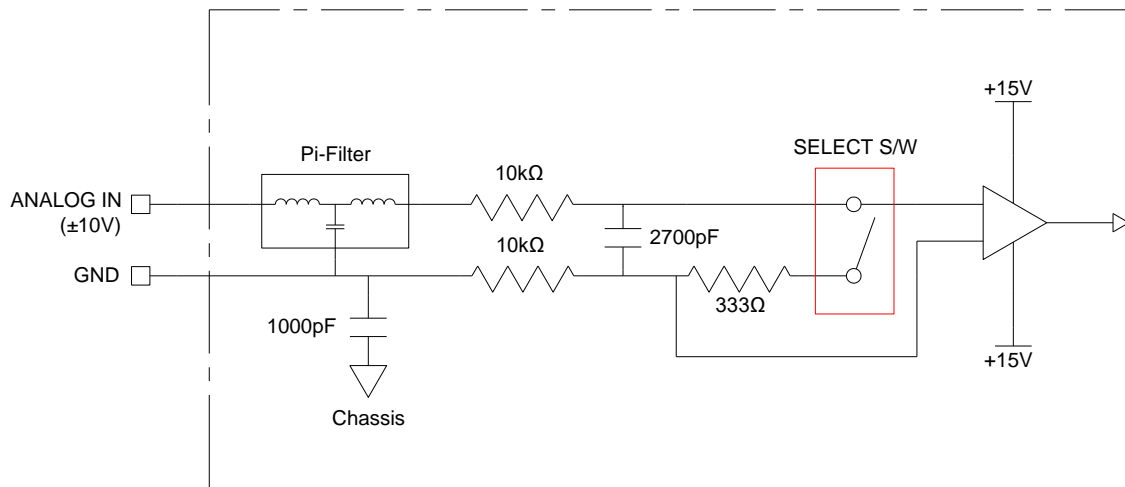 +15V
Pi-Filter
SELECT S/W
10kΩ
ANALOG IN
(±10V)
10kΩ
2700pF
GND
333Ω
1000pF
+15V
Chassis